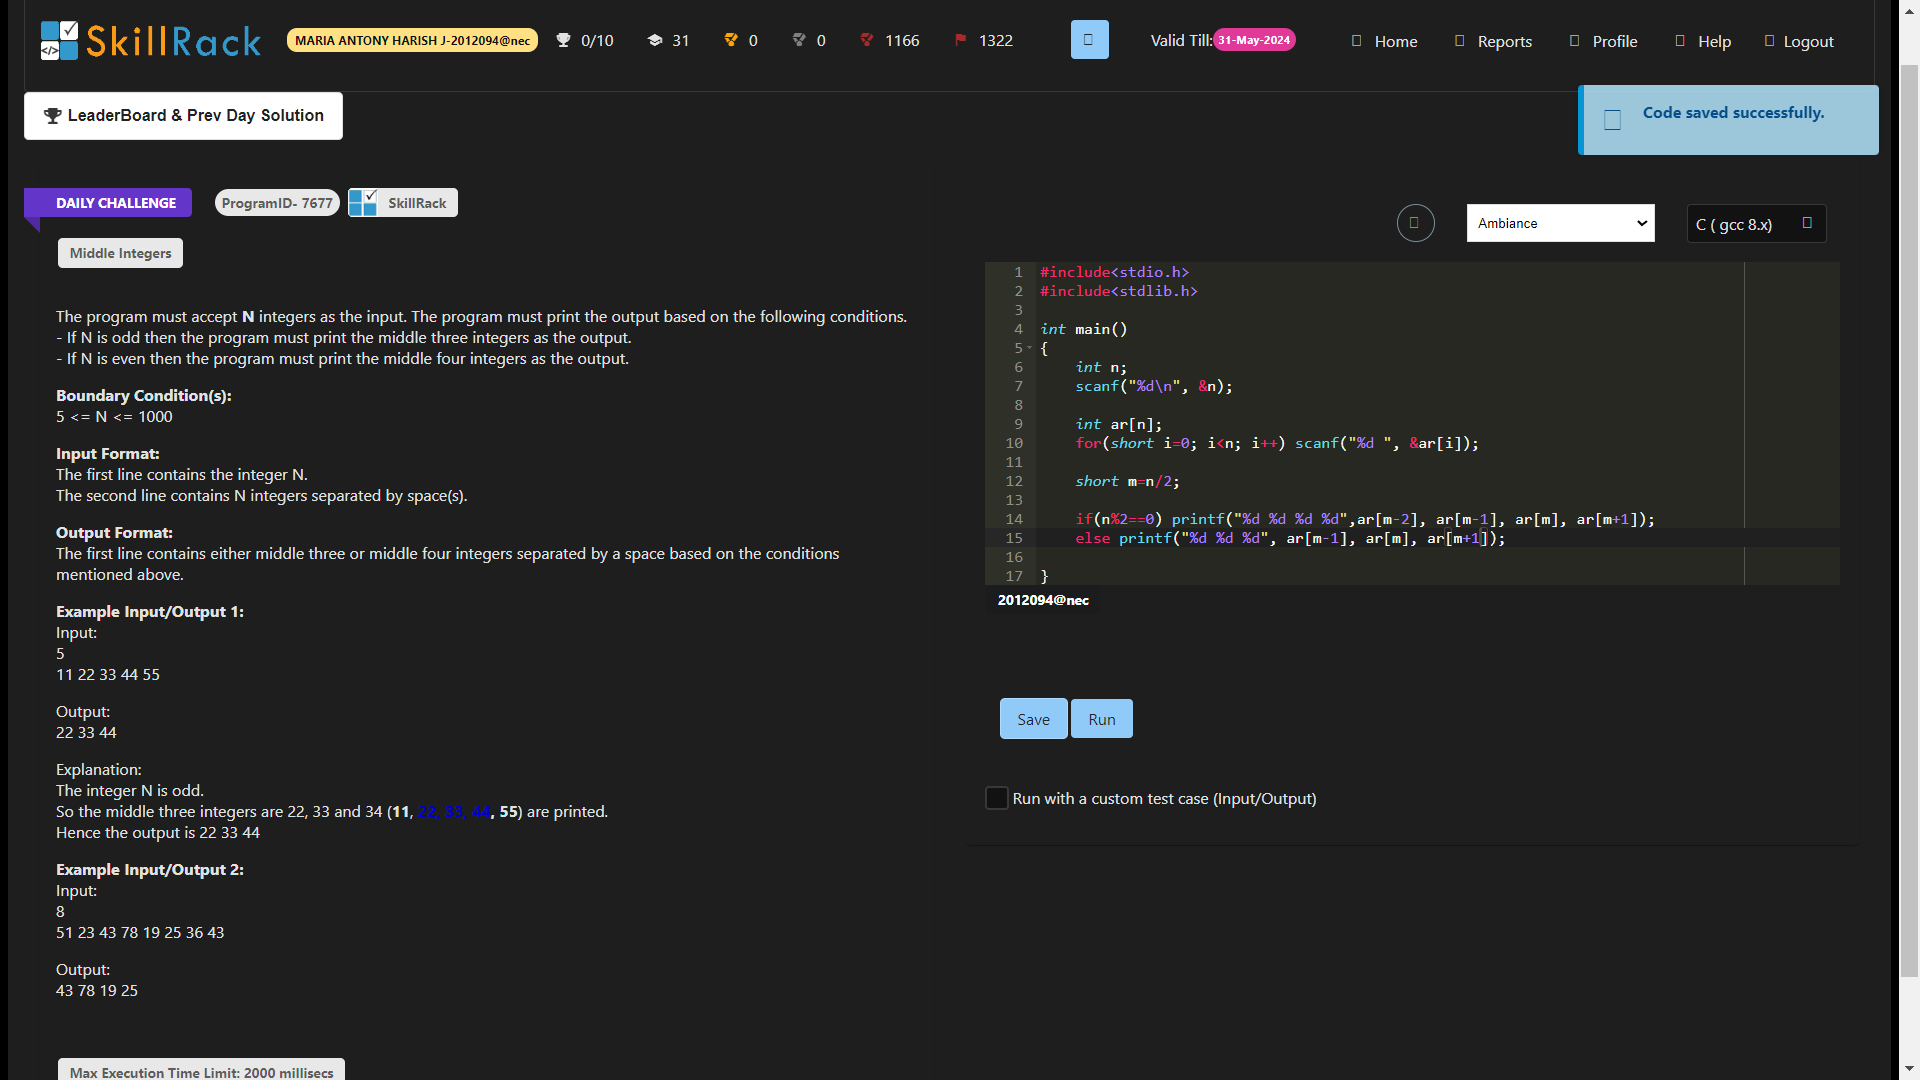 SkillRack MARIA ANTONY HARISH J-2012094@nec 0/10 31 0 0 1166 1322 Valid Till:31-May-2024 Home Reports Profile Help Logout
LeaderBoard & Prev Day Solution
Code saved successfully.
DAILY CHALLENGE ProgramID- 7677 SkillRack
Middle Integers
The program must accept N integers as the input. The program must print the output based on the following conditions.
- If N is odd then the program must print the middle three integers as the output.
- If N is even then the program must print the middle four integers as the output.
Boundary Condition(s):
5 <= N <= 1000
Input Format:
The first line contains the integer N.
The second line contains N integers separated by space(s).
Output Format:
The first line contains either middle three or middle four integers separated by a space based on the conditions
mentioned above.
Example Input/Output 1:
Input:
5
11 22 33 44 55
Output:
22 33 44
Explanation:
The integer N is odd.
So the middle three integers are 22, 33 and 34 (11, 22, 33, 44, 55) are printed.
Hence the output is 22 33 44
Example Input/Output 2:
Input:
8
51 23 43 78 19 25 36 43
Output:
43 78 19 25
Max Execution Time Limit: 2000 millisecs
Ambiance C ( gcc 8.x)
1 #include<stdio.h>
2 #include<stdlib.h>
3
4 int main()
5 {
6 int n;
7 scanf("%d\n", &n);
8
9 int ar[n];
10 for(short i=0; i<n; i++) scanf("%d ", &ar[i]);
11
12 short m=n/2;
13
14 if(n%2==0) printf("%d %d %d %d",ar[m-2], ar[m-1], ar[m], ar[m+1]);
15 else printf("%d %d %d", ar[m-1], ar[m], ar[m+1]);
16
17 }
2012094@nec
Save Run
Run with a custom test case (Input/Output)